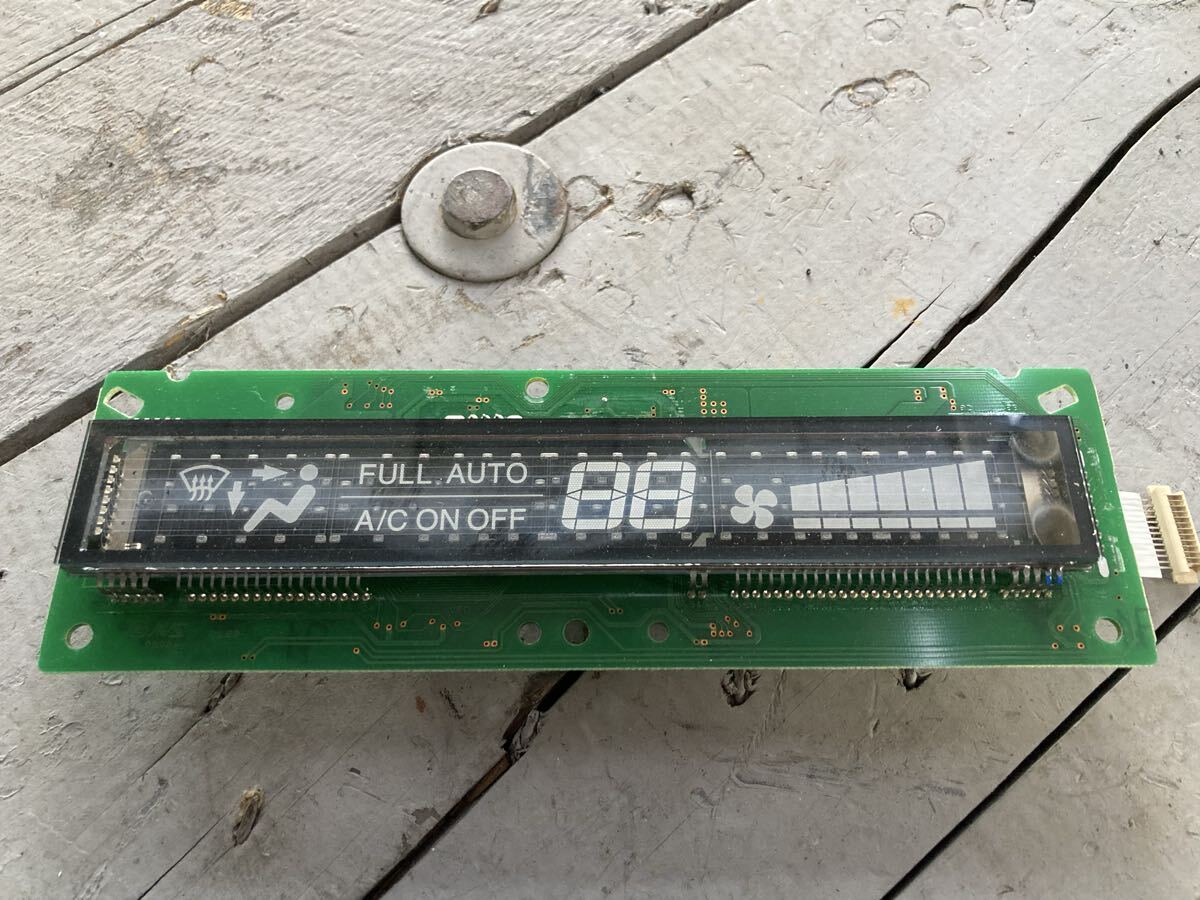 FULL AUTO
A/C ON OFF
88